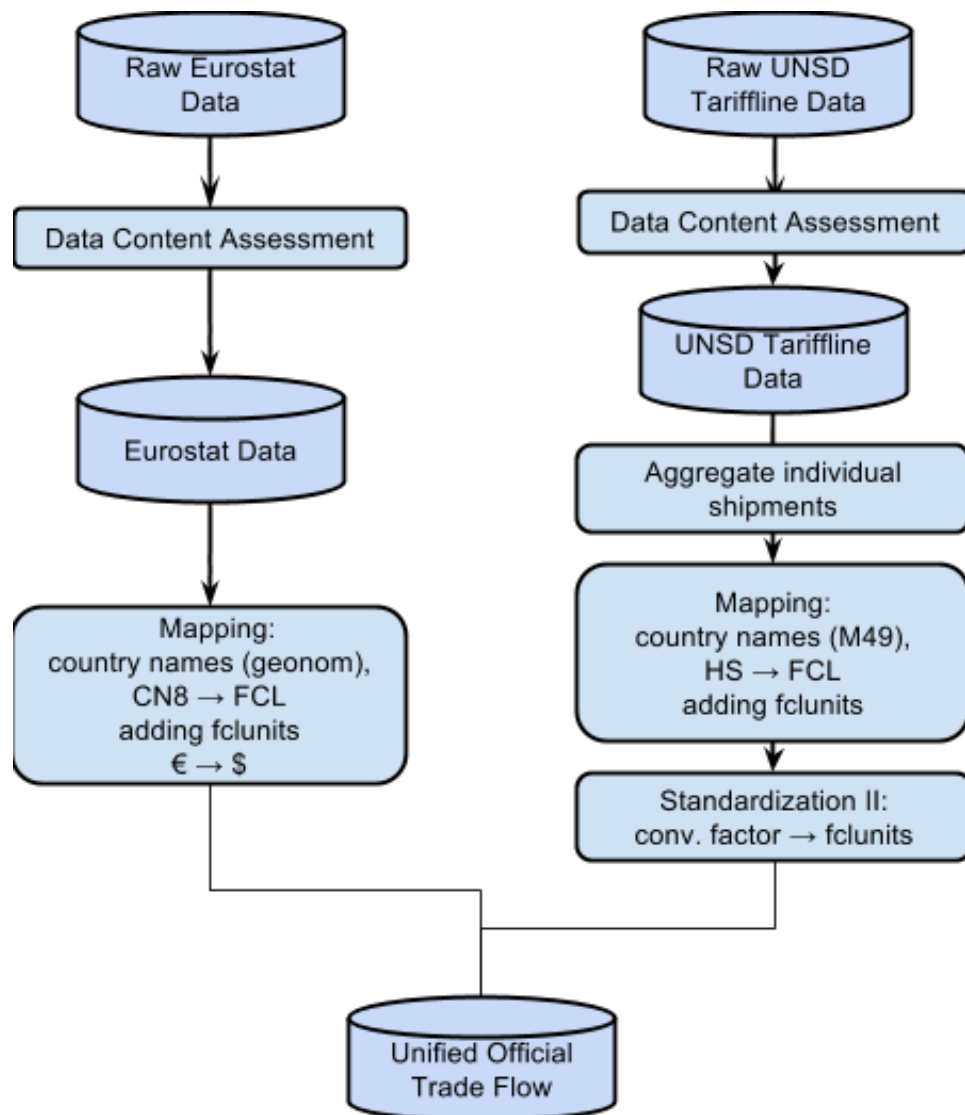 Raw Eurostat
Data
Raw UNSD
Tariffline Data
Data Content Assessment
Data Content Assessment
UNSD Tariffline
Data
Eurostat Data
Aggregate individual
shipments
Mapping:
country names (geonom),
CN8 → FCL
adding fclunits
€ → $
Mapping:
country names (M49),
HS → FCL
adding fclunits
Standardization II:
conv. factor → fclunits
Unified Official
Trade Flow